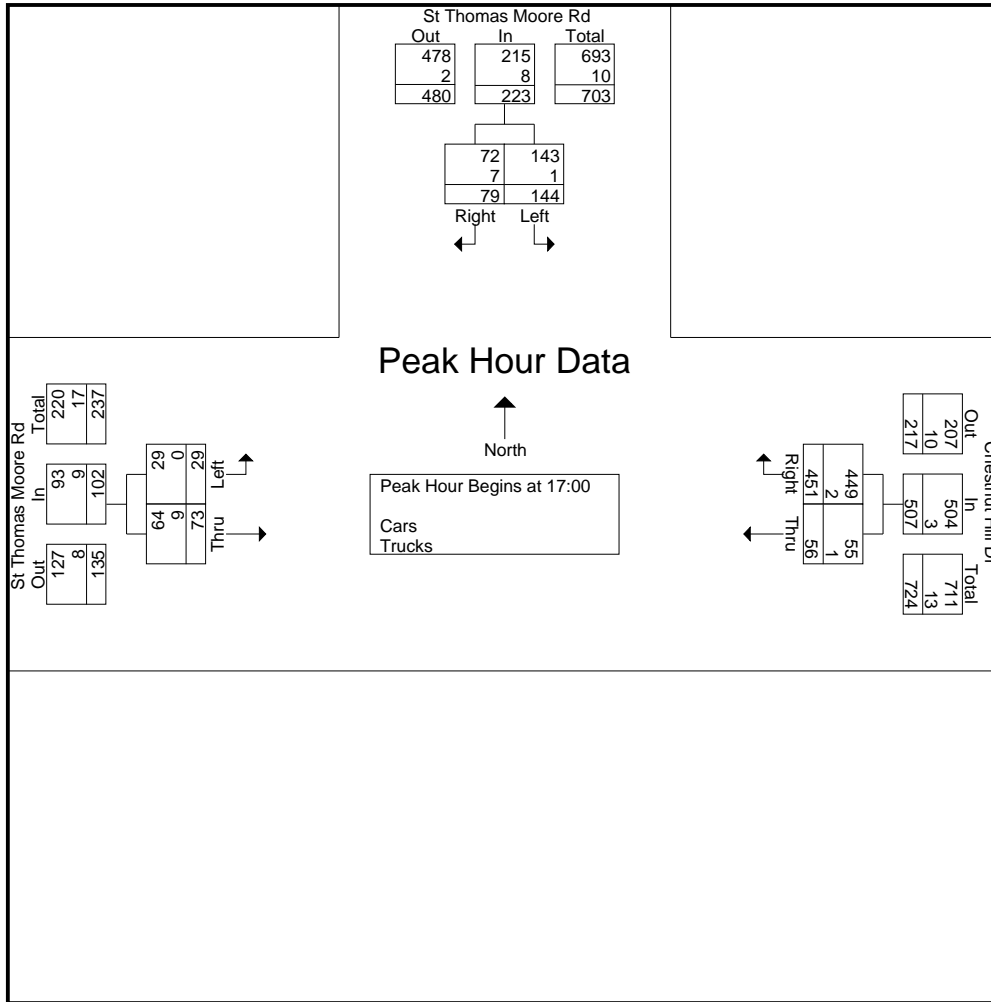 St Thomas Moore Rd
Out In Total
478 215 693
2 8 10
480 223 703
72 143
7 1
79 144
Right Left
Peak Hour Data
North
Peak Hour Begins at 17:00
Cars
Trucks
St Thomas Moore Rd
Total In Out
220 93 127
17 9 8
237 102 135
29 64
0 9
29 73
Left Thru
Chestnut Hill Dr
Out In Total
207 504 711
10 3 13
217 507 724
449 55
2 1
451 56
Right Thru